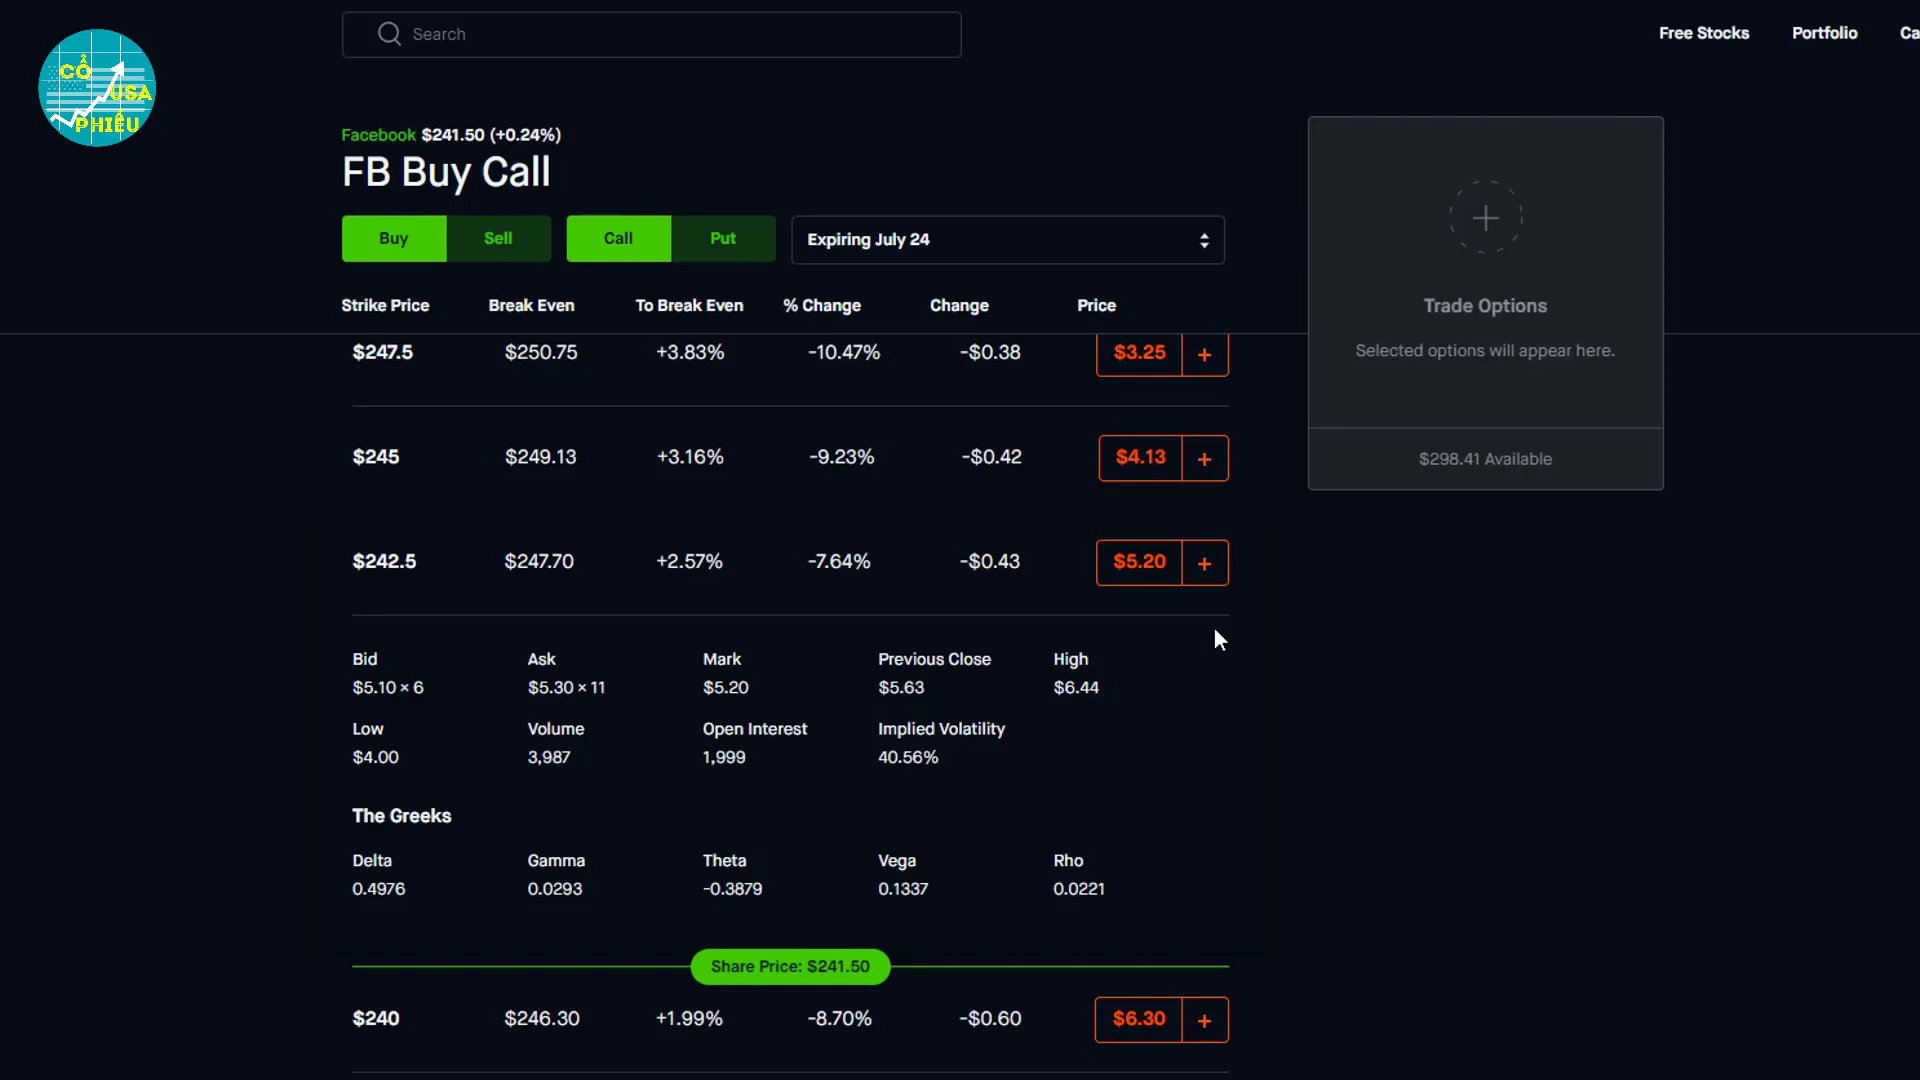 CỔ
USA
PHIẾU
Search
Free Stocks
Portfolio
Ca
Facebook $241.50 (+0.24%)
FB Buy Call
Buy
Sell
Call
Put
Expiring July 24
Strike Price
Break Even
To Break Even
% Change
Change
Price
$247.5 $250.75 +3.83% -10.47% -$0.38 $3.25 +
$245 $249.13 +3.16% -9.23% -$0.42 $4.13 +
$242.5 $247.70 +2.57% -7.64% -$0.43 $5.20 +
Bid Ask Mark Previous Close High
$5.10 × 6 $5.30 × 11 $5.20 $5.63 $6.44
Low Volume Open Interest Implied Volatility
$4.00 3,987 1,999 40.56%
The Greeks
Delta Gamma Theta Vega Rho
0.4976 0.0293 -0.3879 0.1337 0.0221
Share Price: $241.50
$240 $246.30 +1.99% -8.70% -$0.60 $6.30 +
Trade Options
Selected options will appear here.
$298.41 Available